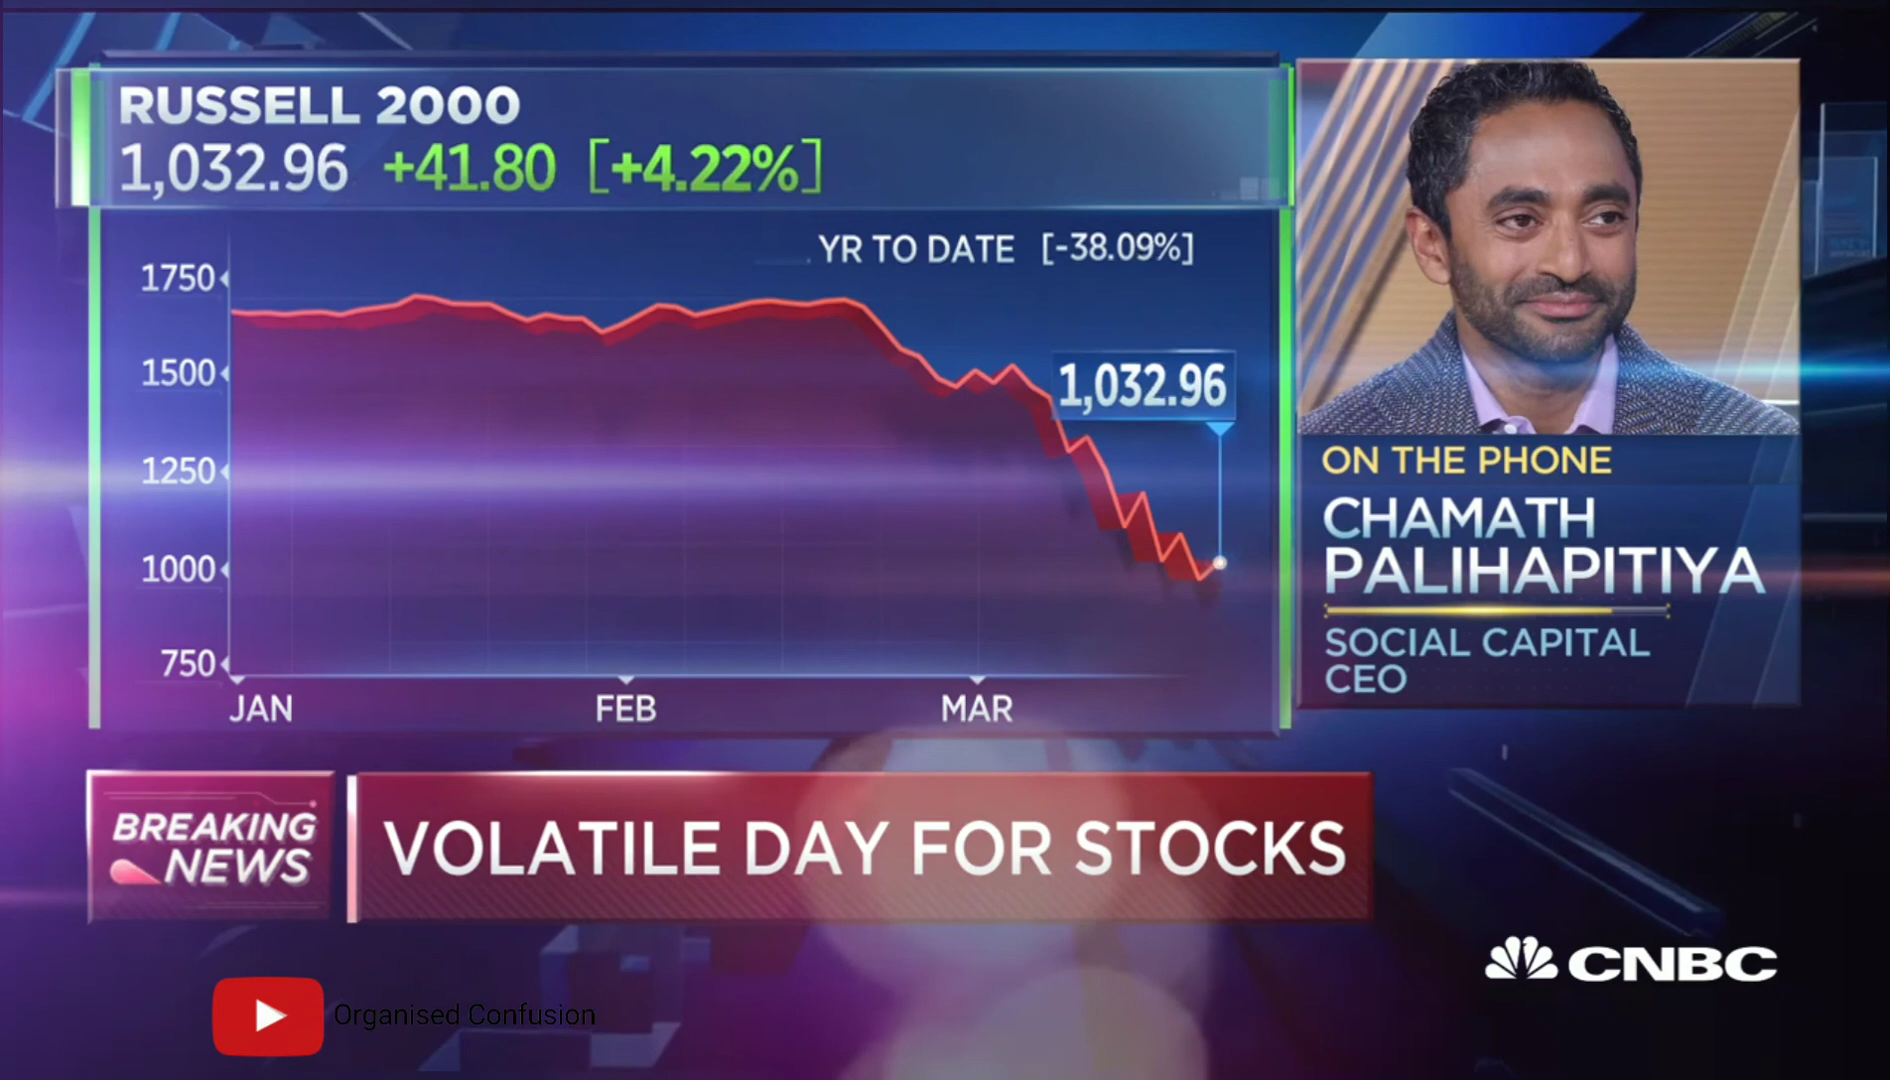 RUSSELL 2000
1,032.96 +41.80 [+4.22%]
YR TO DATE [-38.09%]
1750
1500
1250
1000
750
1,032.96
JAN FEB MAR
ON THE PHONE
CHAMATH
PALIHAPITIYA
SOCIAL CAPITAL
CEO
BREAKING
NEWS
VOLATILE DAY FOR STOCKS
CNBC
Organised Confusion